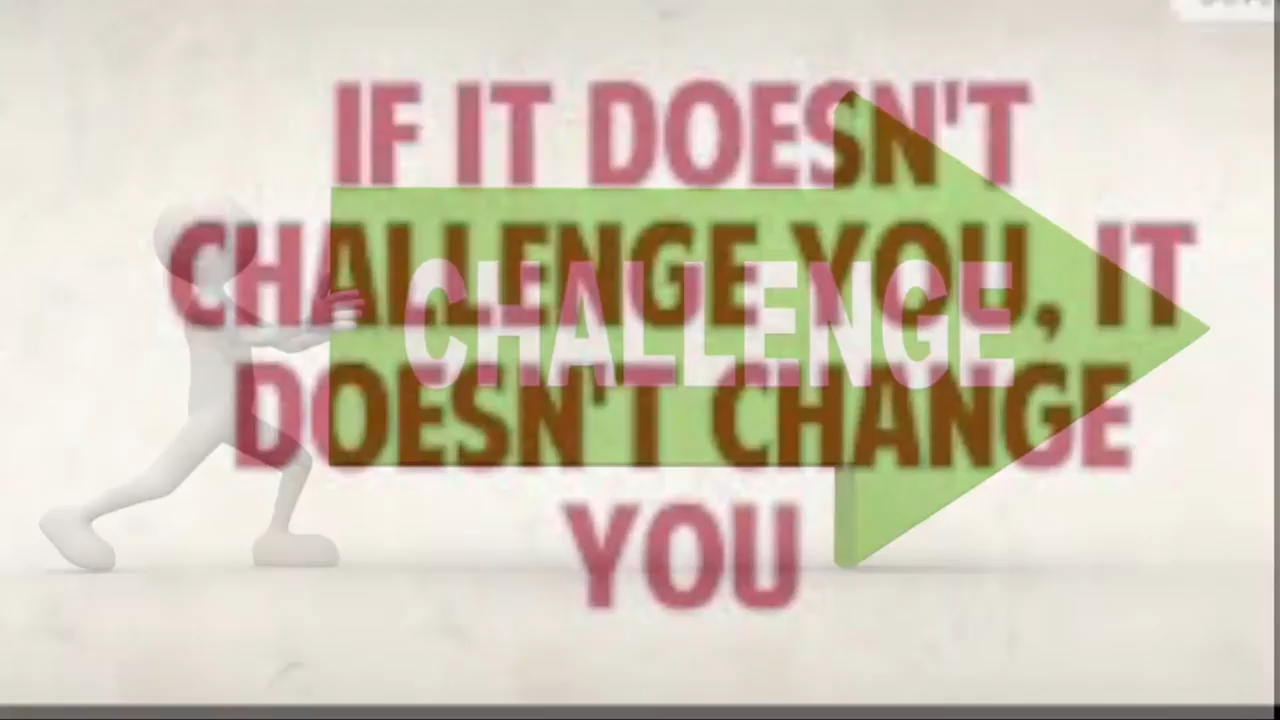 IF IT DOESN'T
CHALLENGE YOU, IT
CHALLENGE
DOESN'T CHANGE
YOU